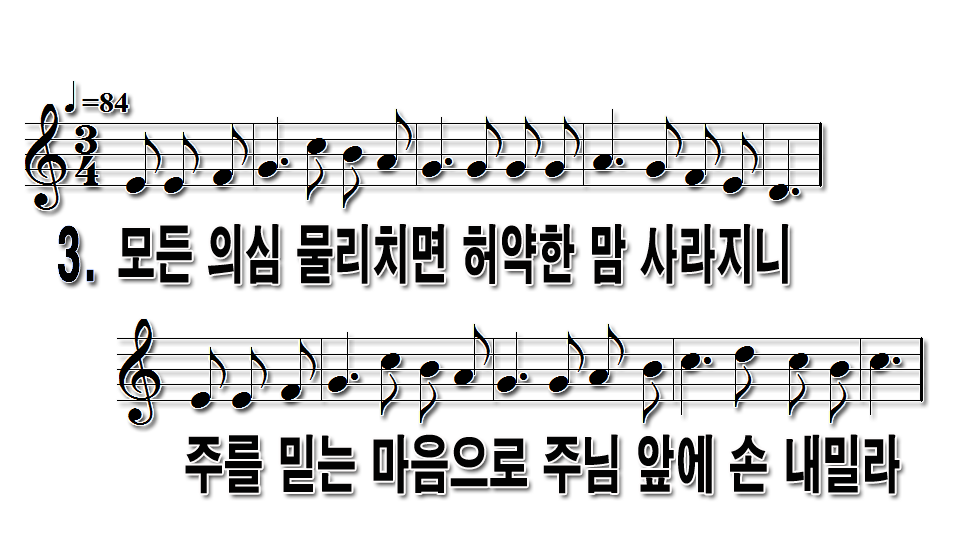 ♩=84
3/4
3. 모든 의심 물리치면 허약한 맘 사라지니
주를 믿는 마음으로 주님 앞에 손 내밀라